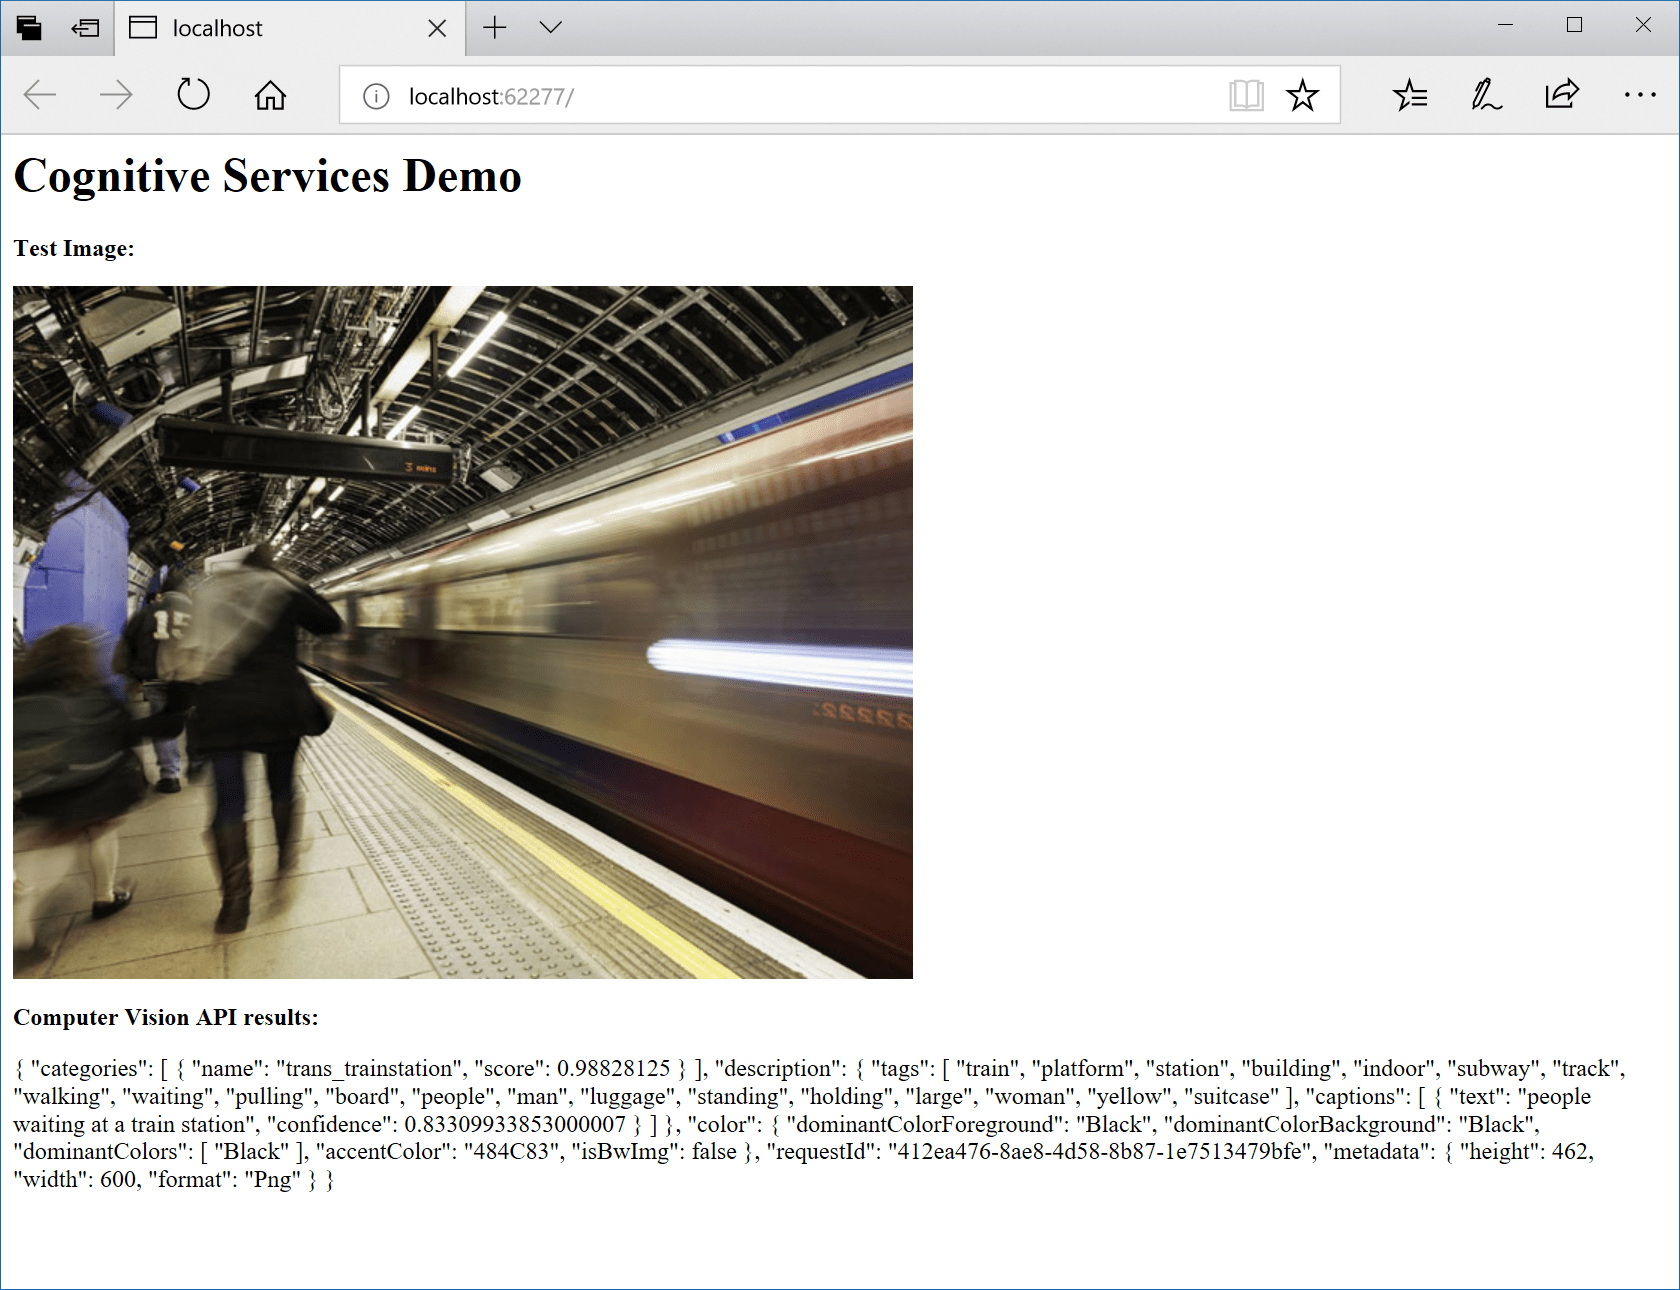 localhost
localhost:62277/
Cognitive Services Demo
Test Image:
3 mins
15
Computer Vision API results:
{ "categories": [ { "name": "trans_trainstation", "score": 0.98828125 } ], "description": { "tags": [ "train", "platform", "station", "building", "indoor", "subway", "track",
"walking", "waiting", "pulling", "board", "people", "man", "luggage", "standing", "holding", "large", "woman", "yellow", "suitcase" ], "captions": [ { "text": "people
waiting at a train station", "confidence": 0.83309933853000007 } ] }, "color": { "dominantColorForeground": "Black", "dominantColorBackground": "Black",
"dominantColors": [ "Black" ], "accentColor": "484C83", "isBwImg": false }, "requestId": "412ea476-8ae8-4d58-8b87-1e7513479bfe", "metadata": { "height": 462,
"width": 600, "format": "Png" } }